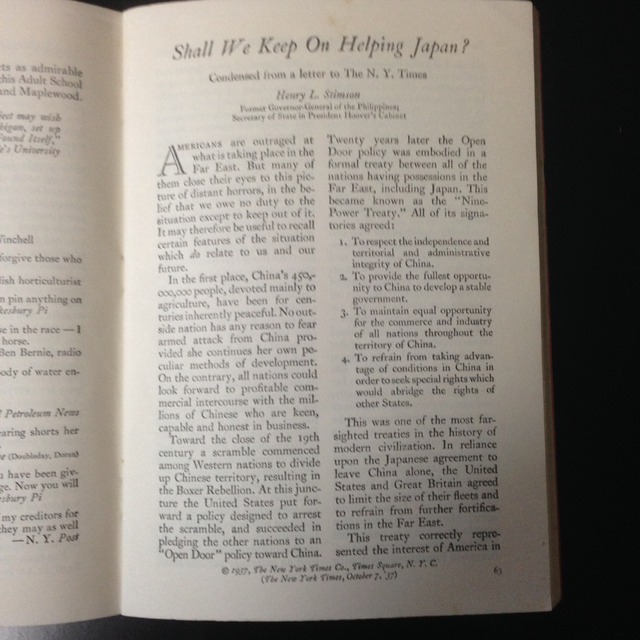 ts as admirable
his Adult School
nd Maplewood.
ect may wish
higan, set up
ound Itself,"
e's University
Vinchell
forgive those who
lish horticulturist
n pin anything on
kesbury Pi
e in the race — I
horse.
Ben Bernie, radio
ody of water en-
Petroleum News
earing shorts her
(Doubleday, Doran)
u have been giv-
ge. Now you will
sbury Pi
my creditors for
they may as well
— N. Y. Post
Shall We Keep On Helping Japan?
Condensed from a letter to The N. Y. Times
Henry L. Stimson
Former Governor-General of the Philippines;
Secretary of State in President Hoover's Cabinet
AMERICANS are outraged at
what is taking place in the
Far East. But many of
them close their eyes to this pic-
ture of distant horrors, in the be-
lief that we owe no duty to the
situation except to keep out of it.
It may therefore be useful to recall
certain features of the situation
which do relate to us and our
future.
In the first place, China's 450,-
000,000 people, devoted mainly to
agriculture, have been for cen-
turies inherently peaceful. No out-
side nation has any reason to fear
armed attack from China pro-
vided she continues her own pe-
culiar methods of development.
On the contrary, all nations could
look forward to profitable com-
mercial intercourse with the mil-
lions of Chinese who are keen,
capable and honest in business.
Toward the close of the 19th
century a scramble commenced
among Western nations to divide
up Chinese territory, resulting in
the Boxer Rebellion. At this junc-
ture the United States put for-
ward a policy designed to arrest
the scramble, and succeeded in
pledging the other nations to an
"Open Door" policy toward China.
Twenty years later the Open
Door policy was embodied in a
formal treaty between all of the
nations having possessions in the
Far East, including Japan. This
became known as the "Nine-
Power Treaty." All of its signa-
tories agreed:
1. To respect the independence and
territorial and administrative
integrity of China.
2. To provide the fullest opportu-
nity to China to develop a stable
government.
3. To maintain equal opportunity
for the commerce and industry
of all nations throughout the
territory of China.
4. To refrain from taking advan-
tage of conditions in China in
order to seek special rights which
would abridge the rights of
other States.
This was one of the most far-
sighted treaties in the history of
modern civilization. In reliance
upon the Japanese agreement to
leave China alone, the United
States and Great Britain agreed
to limit the size of their fleets and
to refrain from further fortifica-
tions in the Far East.
This treaty correctly repre-
sented the interest of America in
© 1937, The New York Times Co., Times Square, N. Y. C.
(The New York Times, October 7, '37)
63